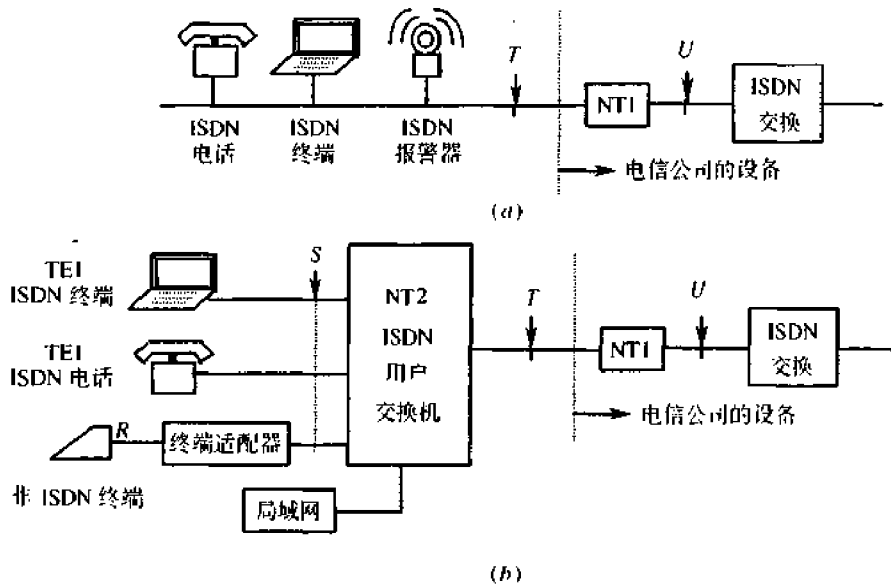 T
U
NT1
ISDN
交换
ISDN
电话
ISDN
终端
ISDN
报警器
电信公司的设备
(a)
TE1
ISDN 终端
S
NT2
ISDN
用户
交换机
T
U
NT1
ISDN
交换
TE1
ISDN 电话
电信公司的设备
R
终端适配器
非 ISDN 终端
局域网
(b)